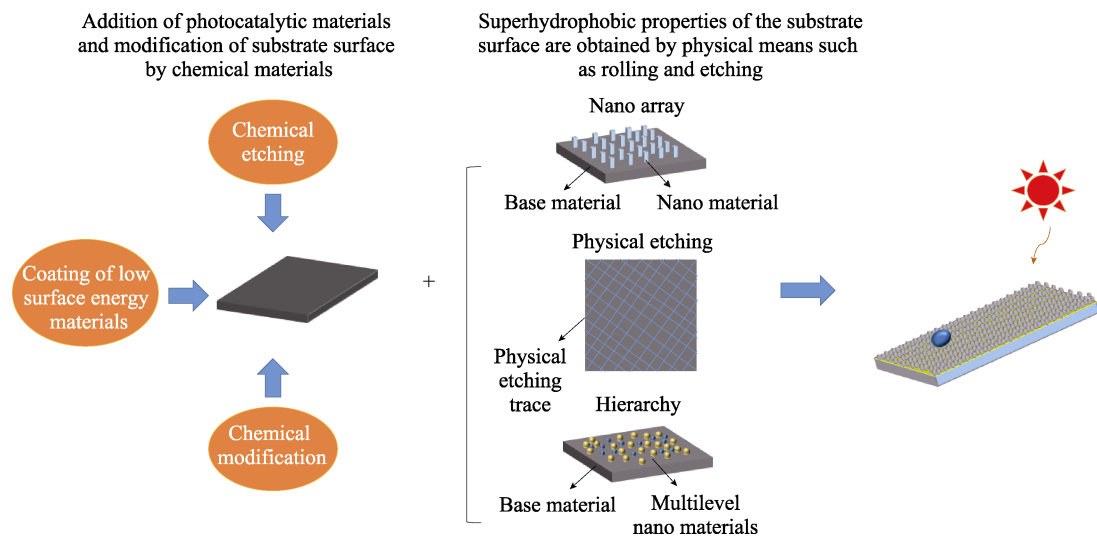 Addition of photocatalytic materials
and modification of substrate surface
by chemical materials
Chemical
etching
Coating of low
surface energy
materials
Chemical
modification
+
Superhydrophobic properties of the substrate
surface are obtained by physical means such
as rolling and etching
Nano array
Base material
Nano material
Physical etching
Physical
etching
trace
Hierarchy
Base material
Multilevel
nano materials